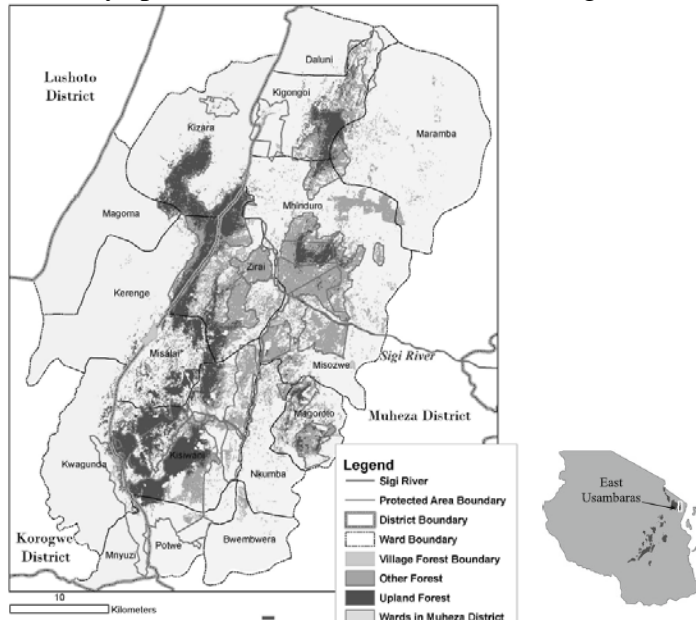 Lushoto
District
Daluni
Kigongoi
Kizara
Maramba
Magoma
Mhinduro
Zirai
Kerenge
Misalai
Sigi River
Misozwe
Muheza District
Magoroto
Kwagunda
Kisiwani
Nkumba
Korogwe
District
Mnyuzi
Potwe
Bwembwera
10
Kilometers
Legend
Sigi River
Protected Area Boundary
District Boundary
Ward Boundary
Village Forest Boundary
Other Forest
Upland Forest
Wards in Muheza District
East
Usambaras